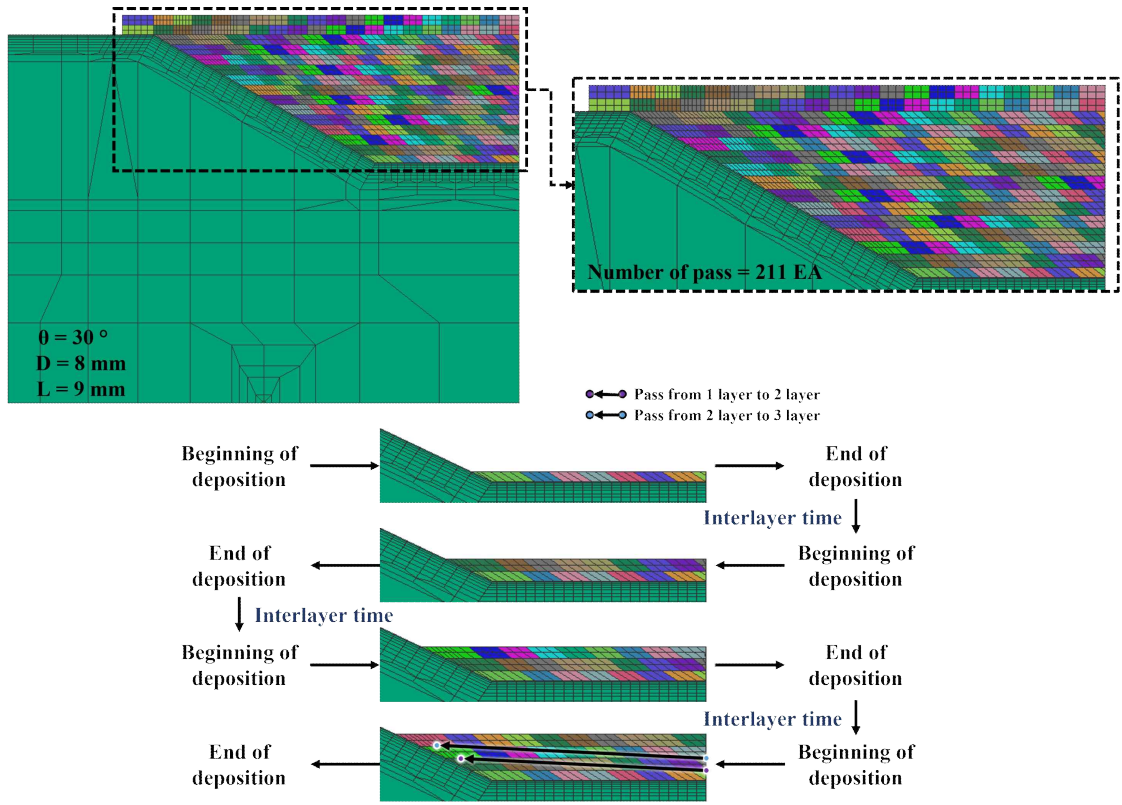 Number of pass = 211 EA
θ = 30 °
D = 8 mm
L = 9 mm
Pass from 1 layer to 2 layer
Pass from 2 layer to 3 layer
Beginning of
deposition
End of
deposition
Interlayer time
End of
deposition
Beginning of
deposition
Interlayer time
Beginning of
deposition
End of
deposition
Interlayer time
End of
deposition
Beginning of
deposition